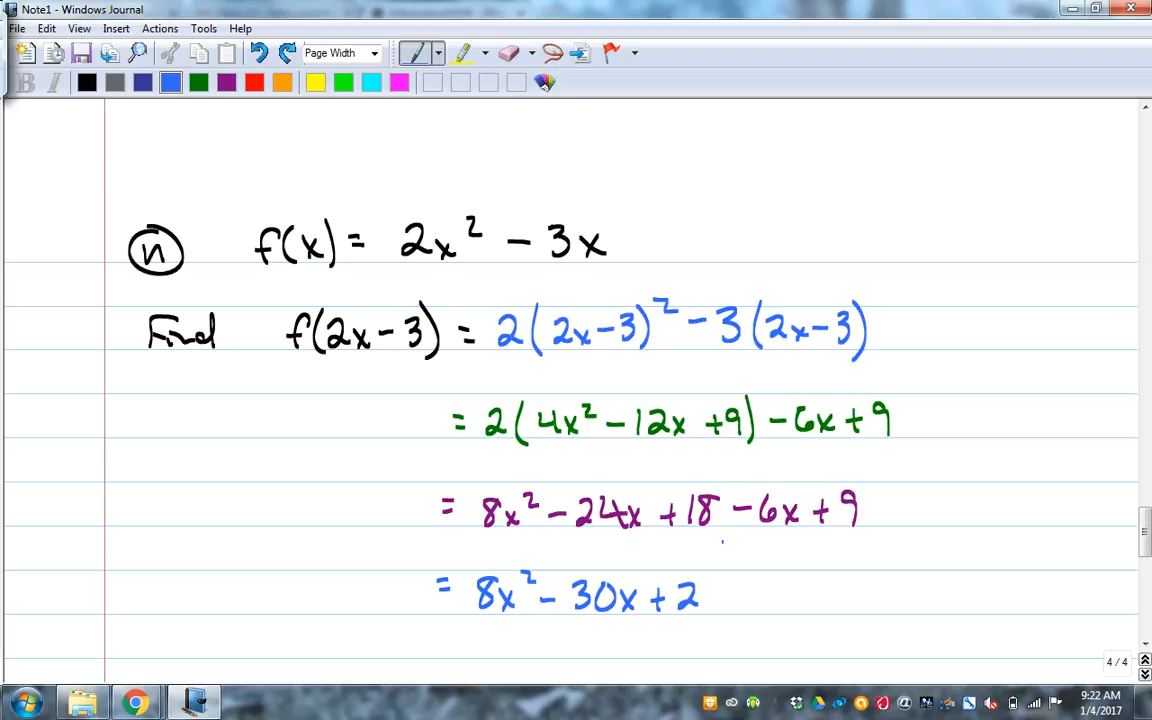 Note1 - Windows Journal
File Edit View Insert Actions Tools Help
Page Width
B I
n f(x) = 2x² - 3x
Find f(2x-3) = 2(2x-3)² - 3(2x-3)
= 2(4x² - 12x + 9) - 6x + 9
= 8x² - 24x + 18 - 6x + 9
= 8x² - 30x + 2
4/4
9:22 AM
1/4/2017